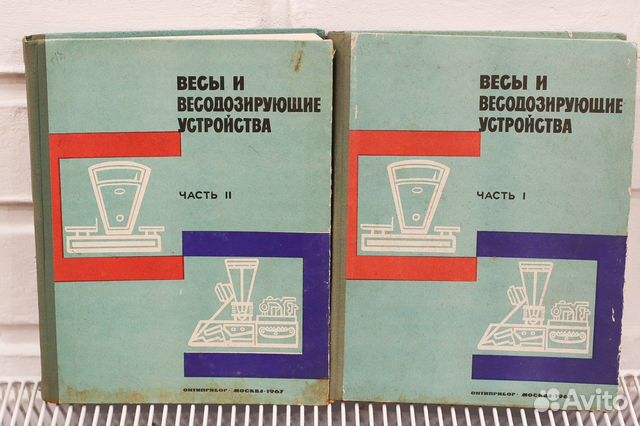 ВЕСЫ И
ВЕСОДОЗИРУЮЩИЕ
УСТРОЙСТВА
ЧАСТЬ II
ОНТИПРИБОР · МОСКВА · 1967
ВЕСЫ И
ВЕСОДОЗИРУЮЩИЕ
УСТРОЙСТВА
ЧАСТЬ I
ОНТИПРИБОР · МОСКВА ·
Avito